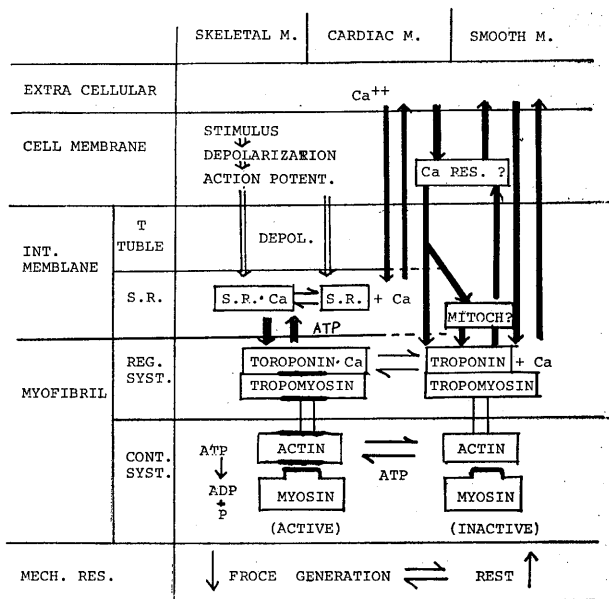 SKELETAL M. CARDIAC M. SMOOTH M.
EXTRA CELLULAR Ca++
CELL MEMBRANE
STIMULUS
DEPOLARIZATION
ACTION POTENT.
Ca RES. ?
INT.
MEMBLANE
T
TUBLE
DEPOL.
S.R.
S.R.·Ca ⇌ S.R. + Ca
MITOCH?
ATP
MYOFIBRIL
REG.
SYST.
TOROPONIN·Ca ⇌ TROPONIN + Ca
TROPOMYOSIN TROPOMYOSIN
CONT.
SYST.
ATP
↓
ADP
+
P
ACTIN ⇌ ACTIN
ATP
MYOSIN MYOSIN
(ACTIVE) (INACTIVE)
MECH. RES. ↓ FROCE GENERATION ⇌ REST ↑